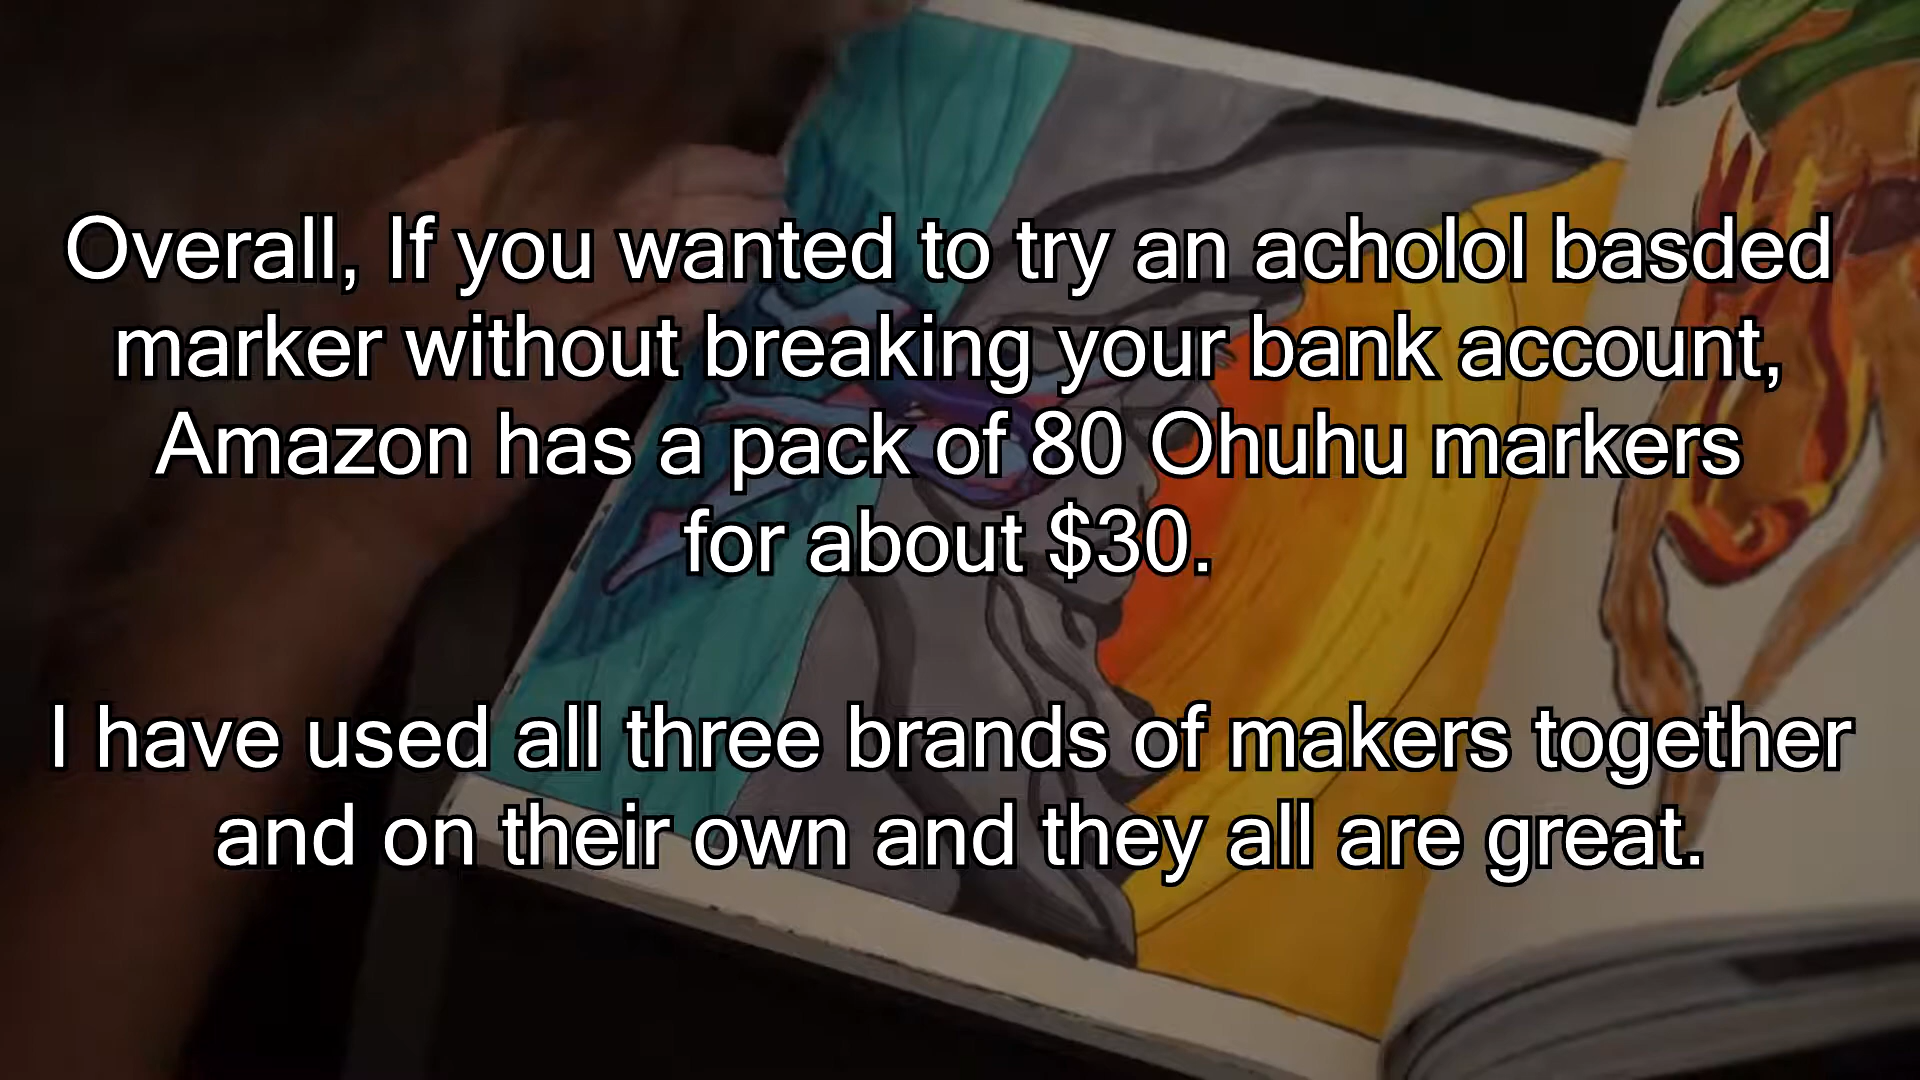 Overall, If you wanted to try an acholol basded
marker without breaking your bank account,
Amazon has a pack of 80 Ohuhu markers
for about $30.
I have used all three brands of makers together
and on their own and they all are great.